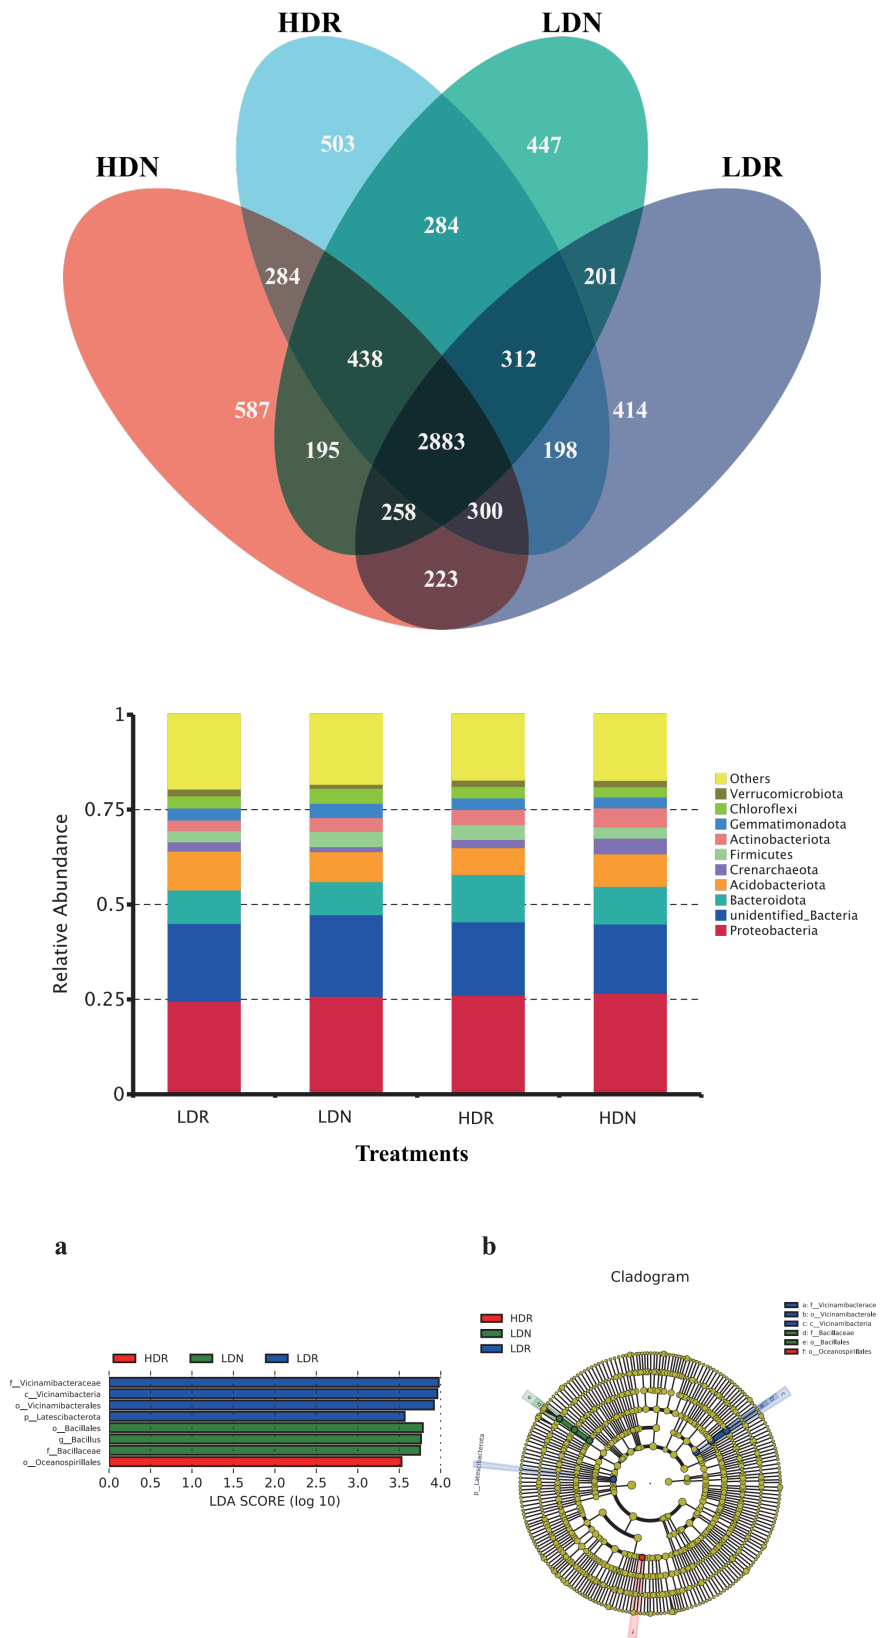 HDR LDN
HDN LDR
503 447
284
284 201
438 312
587 414
195 2883 198
258 300
223
1
0.75
0.5
0.25
0
Relative Abundance
LDR LDN HDR HDN
Treatments
Others
Verrucomicrobiota
Chloroflexi
Gemmatimonadota
Actinobacteriota
Firmicutes
Crenarchaeota
Acidobacteriota
Bacteroidota
unidentified_Bacteria
Proteobacteria
a
HDR LDN LDR
f__Vicinamibacteraceae
c__Vicinamibacteria
o__Vicinamibacterales
p__Latescibacterota
o__Bacillales
g__Bacillus
f__Bacillaceae
o__Oceanospirillales
0.0 0.5 1.0 1.5 2.0 2.5 3.0 3.5 4.0
LDA SCORE (log 10)
b
Cladogram
HDR
LDN
LDR
a: f__Vicinamibacterace
b: o__Vicinamibacterale
c: c__Vicinamibacteria
d: f__Bacillaceae
e: o__Bacillales
f: o__Oceanospirillales
p__Latescibacterota